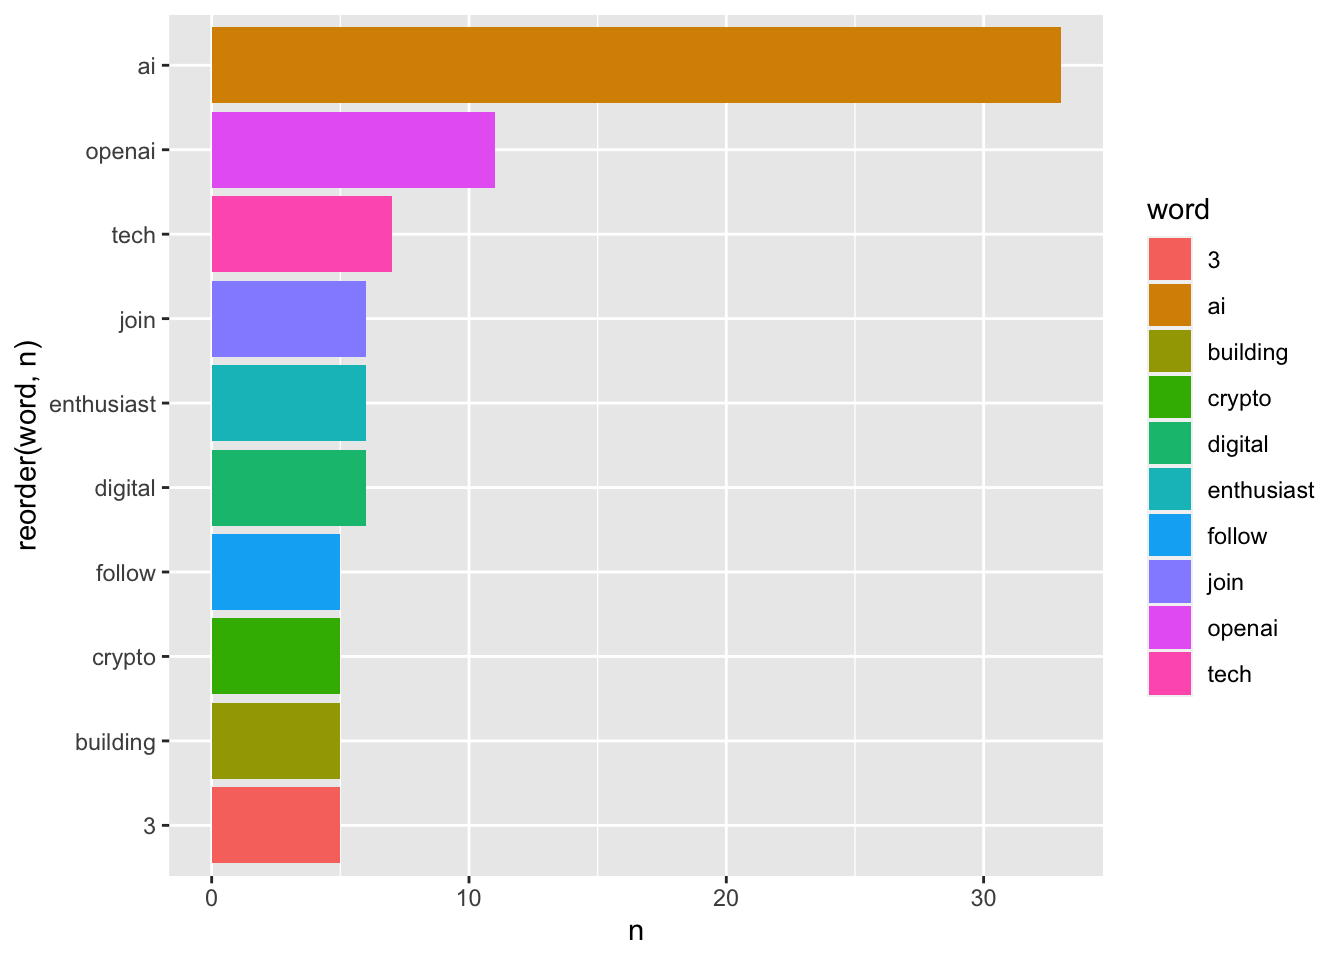 ai
openai
tech
join
enthusiast
digital
follow
crypto
building
3
reorder(word, n)
0 10 20 30
n
word
3
ai
building
crypto
digital
enthusiast
follow
join
openai
tech